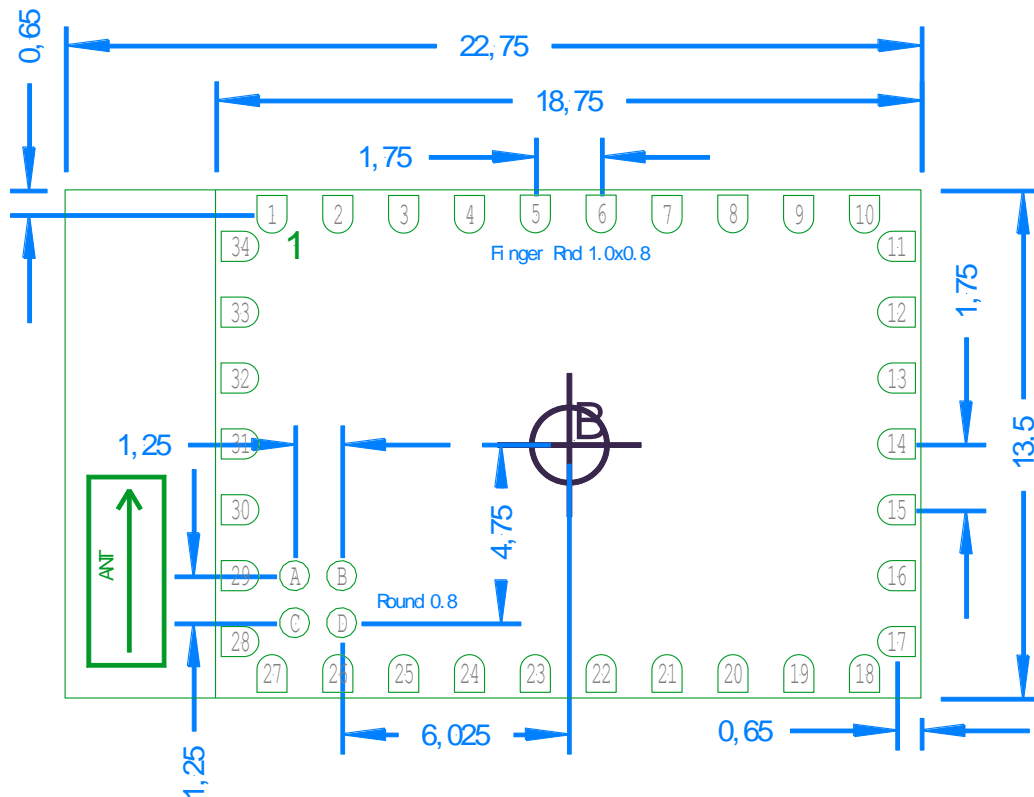 0,65
22,75
18,75
1,75
1 2 3 4 5 6 7 8 9 10
34 1 Finger Rnd 1.0x0.8 11
33 12
1,75
32 13
B
1,25 31 14
13,5
30 15
4,75
ANT
29 A B 16
Round 0.8
C D
28 17
27 26 25 24 23 22 21 20 19 18
6,025 0,65
1,25